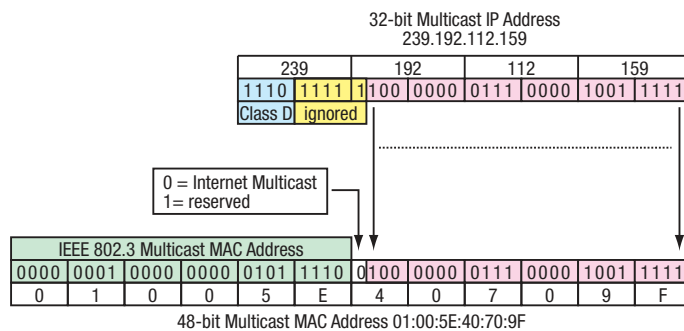 32-bit Multicast IP Address
239.192.112.159
239 192 112 159
1110 1111 1100 0000 0111 0000 1001 1111
Class D ignored
0 = Internet Multicast
1= reserved
IEEE 802.3 Multicast MAC Address
0000 0001 0000 0000 0101 1110 0100 0000 0111 0000 1001 1111
0 1 0 0 5 E 4 0 7 0 9 F
48-bit Multicast MAC Address 01:00:5E:40:70:9F